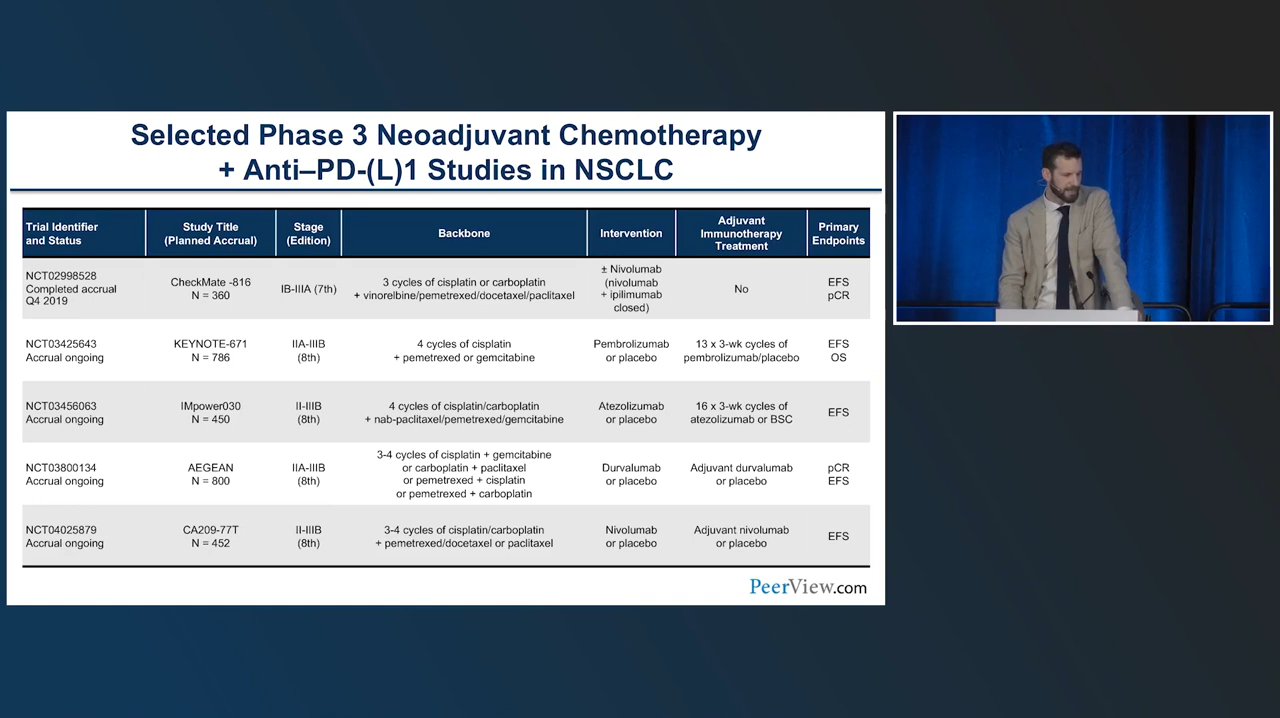 Selected Phase 3 Neoadjuvant Chemotherapy
+ Anti–PD-(L)1 Studies in NSCLC
Trial Identifier
and Status
Study Title
(Planned Accrual)
Stage
(Edition)
Backbone
Intervention
Adjuvant
Immunotherapy
Treatment
Primary
Endpoints
NCT02998528
Completed accrual
Q4 2019
CheckMate -816
N = 360
IB-IIIA (7th)
3 cycles of cisplatin or carboplatin
+ vinorelbine/pemetrexed/docetaxel/paclitaxel
± Nivolumab
(nivolumab
+ ipilimumab
closed)
No
EFS
pCR
NCT03425643
Accrual ongoing
KEYNOTE-671
N = 786
IIA-IIIB
(8th)
4 cycles of cisplatin
+ pemetrexed or gemcitabine
Pembrolizumab
or placebo
13 x 3-wk cycles of
pembrolizumab/placebo
EFS
OS
NCT03456063
Accrual ongoing
IMpower030
N = 450
II-IIIB
(8th)
4 cycles of cisplatin/carboplatin
+ nab-paclitaxel/pemetrexed/gemcitabine
Atezolizumab
or placebo
16 x 3-wk cycles of
atezolizumab or BSC
EFS
NCT03800134
Accrual ongoing
AEGEAN
N = 800
IIA-IIIB
(8th)
3-4 cycles of cisplatin + gemcitabine
or carboplatin + paclitaxel
or pemetrexed + cisplatin
or pemetrexed + carboplatin
Durvalumab
or placebo
Adjuvant durvalumab
or placebo
pCR
EFS
NCT04025879
Accrual ongoing
CA209-77T
N = 452
II-IIIB
(8th)
3-4 cycles of cisplatin/carboplatin
+ pemetrexed/docetaxel or paclitaxel
Nivolumab
or placebo
Adjuvant nivolumab
or placebo
EFS
PeerView.com